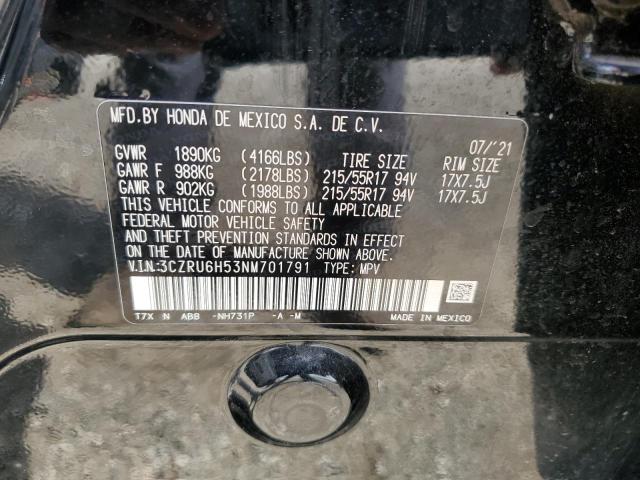 MFD.BY HONDA DE MEXICO S.A. DE C.V.
07/'21
GVWR 1890KG (4166LBS) TIRE SIZE RIM SIZE
GAWR F 988KG (2178LBS) 215/55R17 94V 17X7.5J
GAWR R 902KG (1988LBS) 215/55R17 94V 17X7.5J
THIS VEHICLE CONFORMS TO ALL APPLICABLE
FEDERAL MOTOR VEHICLE SAFETY
AND THEFT PREVENTION STANDARDS IN EFFECT
ON THE DATE OF MANUFACTURE SHOWN ABOVE.
V.I.N:3CZRU6H53NM701791 TYPE: MPV
T7X N ABB -NH731P -A -M MADE IN MEXICO